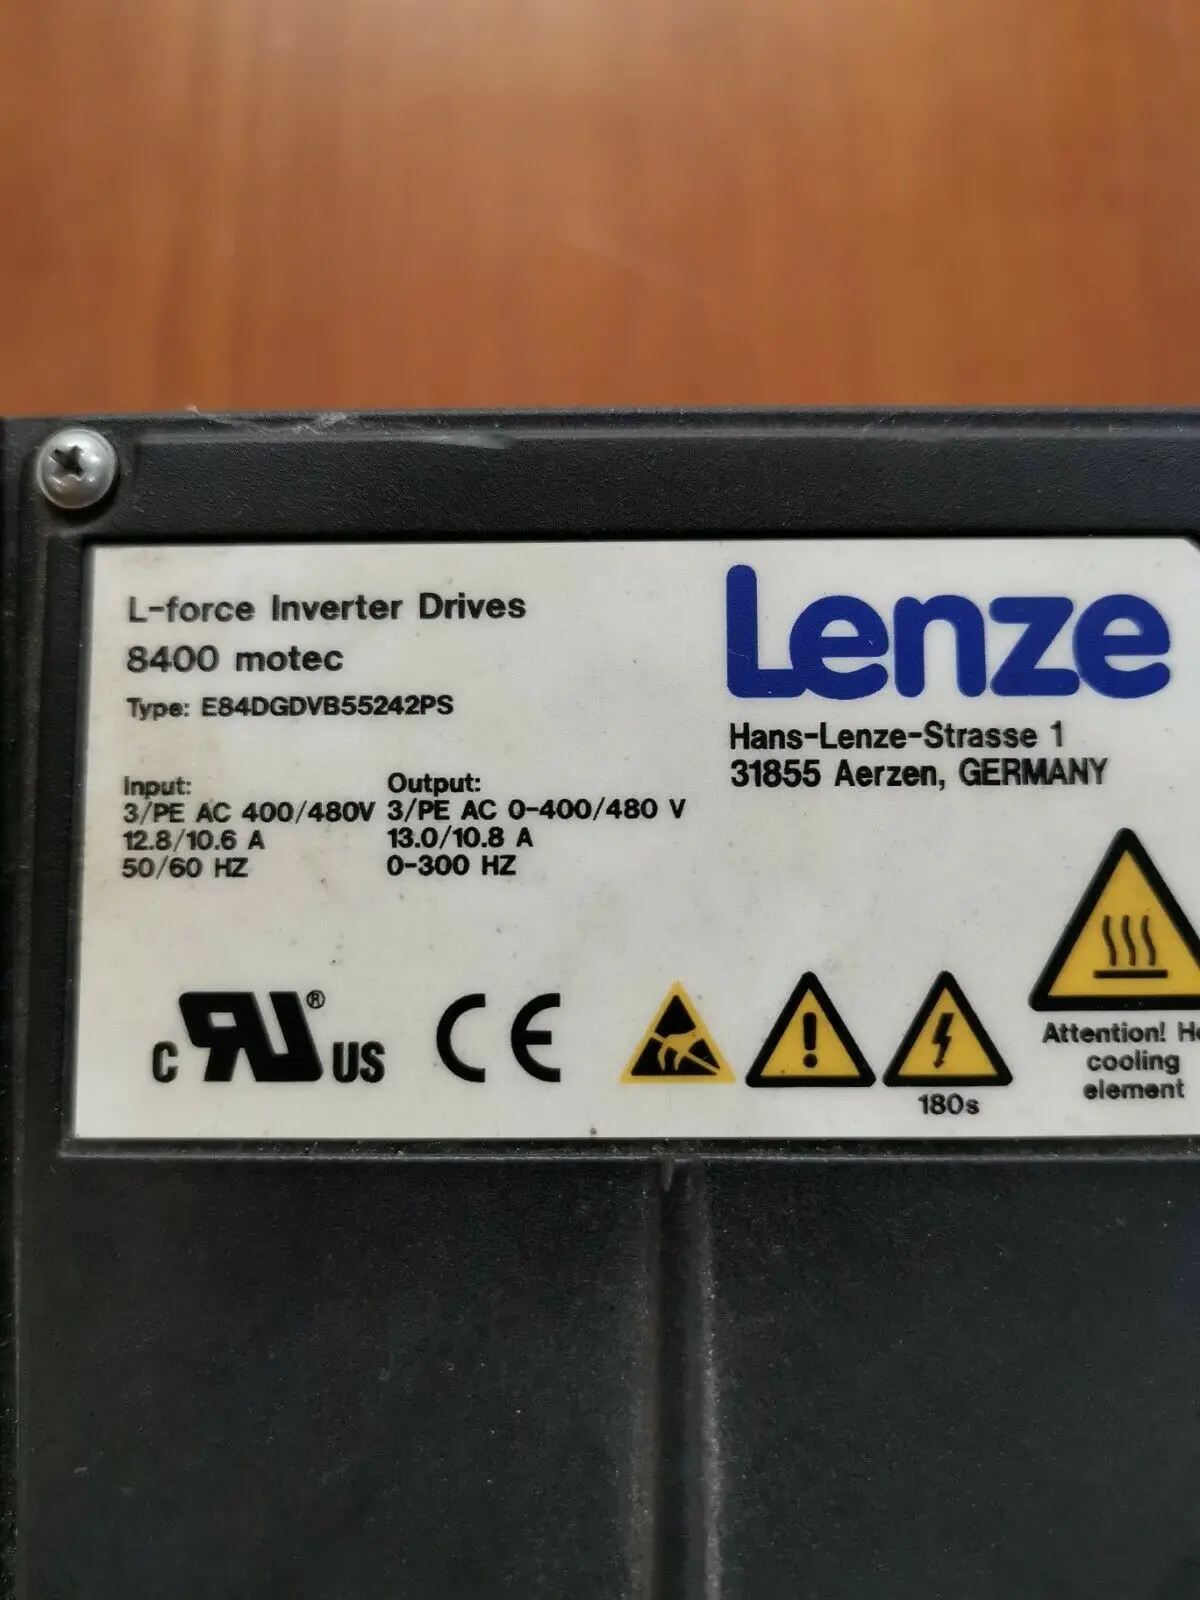 L-force Inverter Drives
8400 motec
Type: E84DGDVB55242PS
Input:
3/PE AC 400/480V
12.8/10.6 A
50/60 HZ
Output:
3/PE AC 0-400/480 V
13.0/10.8 A
0-300 HZ
Lenze
Hans-Lenze-Strasse 1
31855 Aerzen, GERMANY
c RU ® US
CE
180s
Attention!
cooling
element